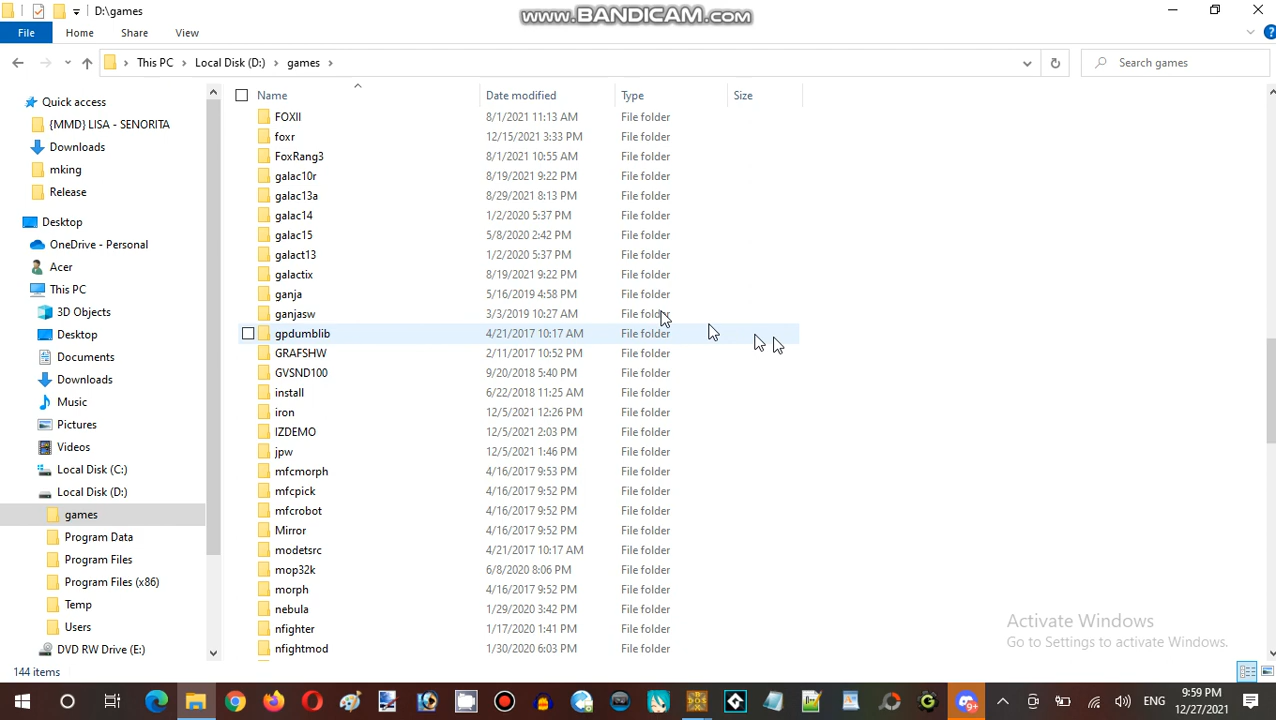 D:\games
www.BANDICAM.com
File Home Share View
This PC Local Disk (D:) games
Search games
Name Date modified Type Size
Quick access
{MMD} LISA - SENORITA
Downloads
mking
Release
Desktop
OneDrive - Personal
Acer
This PC
3D Objects
Desktop
Documents
Downloads
Music
Pictures
Videos
Local Disk (C:)
Local Disk (D:)
games
Program Data
Program Files
Program Files (x86)
Temp
Users
DVD RW Drive (E:)
FOXII 8/1/2021 11:13 AM File folder
foxr 12/15/2021 3:33 PM File folder
FoxRang3 8/1/2021 10:55 AM File folder
galac10r 8/19/2021 9:22 PM File folder
galac13a 8/29/2021 8:13 PM File folder
galac14 1/2/2020 5:37 PM File folder
galac15 5/8/2020 2:42 PM File folder
galact13 1/2/2020 5:37 PM File folder
galactix 8/19/2021 9:22 PM File folder
ganja 5/16/2019 4:58 PM File folder
ganjasw 3/3/2019 10:27 AM File folder
gpdumblib 4/21/2017 10:17 AM File folder
GRAFSHW 2/11/2017 10:52 PM File folder
GVSND100 9/20/2018 5:40 PM File folder
install 6/22/2018 11:25 AM File folder
iron 12/5/2021 12:26 PM File folder
IZDEMO 12/5/2021 2:03 PM File folder
jpw 12/5/2021 1:46 PM File folder
mfcmorph 4/16/2017 9:53 PM File folder
mfcpick 4/16/2017 9:52 PM File folder
mfcrobot 4/16/2017 9:52 PM File folder
Mirror 4/16/2017 9:52 PM File folder
modetsrc 4/21/2017 10:17 AM File folder
mop32k 6/8/2020 8:06 PM File folder
morph 4/16/2017 9:52 PM File folder
nebula 1/29/2020 3:42 PM File folder
nfighter 1/17/2020 1:41 PM File folder
nfightmod 1/30/2020 6:03 PM File folder
Activate Windows
Go to Settings to activate Windows.
144 items
9+
ENG
9:59 PM
12/27/2021